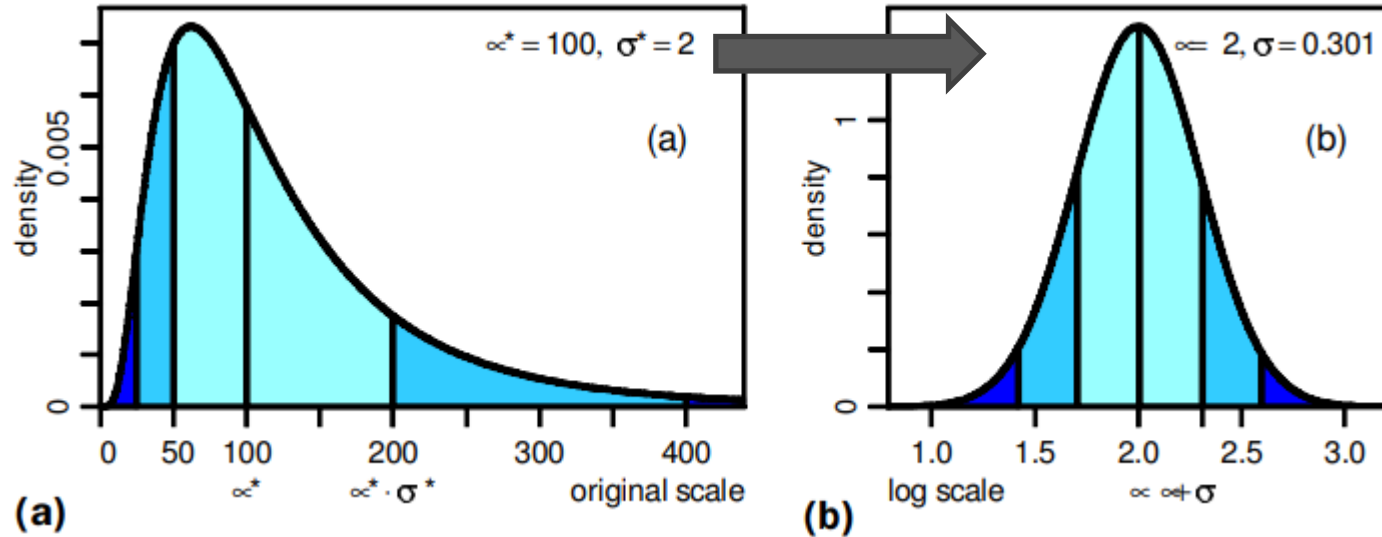 ∝* = 100, σ* = 2
(a)
density
0.005
0
0 50 100 200 300 400
∝* ∝* · σ* original scale
(a)
∝= 2, σ = 0.301
(b)
density
1
0
1.0 1.5 2.0 2.5 3.0
log scale ∝ ∝+ σ
(b)